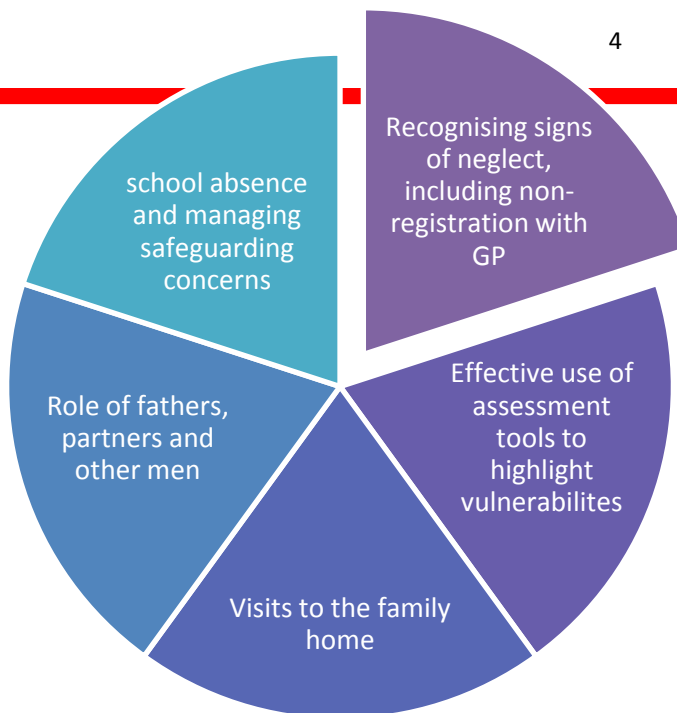 4
Recognising signs
of neglect,
including non-
registration with
GP
Effective use of
assessment
tools to
highlight
vulnerabilites
Visits to the family
home
Role of fathers,
partners and
other men
school absence
and managing
safeguarding
concerns